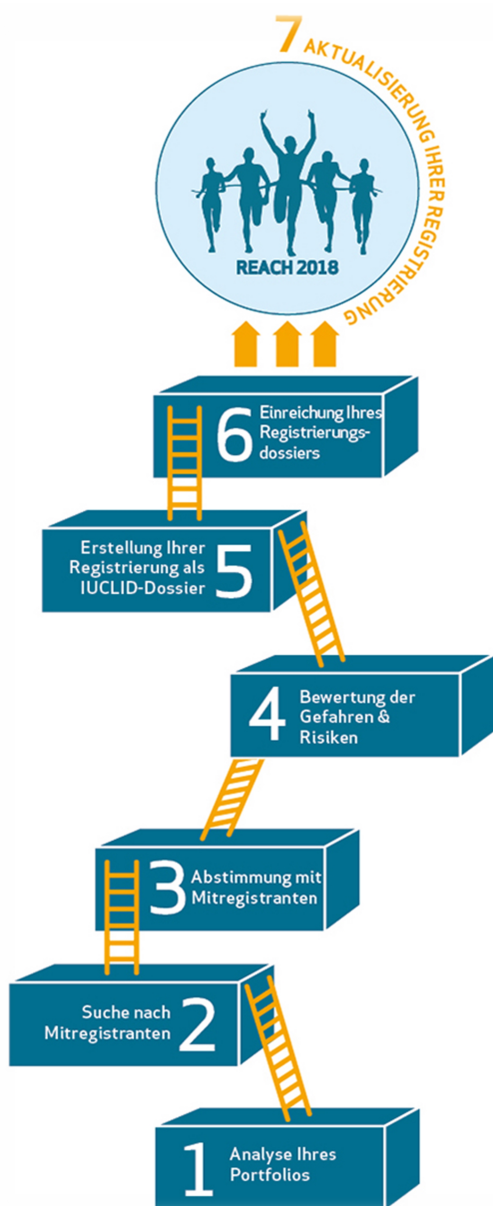 7 AKTUALISIERUNG IHRER REGISTRIERUNG
REACH 2018
6 Einreichung Ihres
Registrierungs-
dossiers
Erstellung Ihrer
Registrierung als
IUCLID-Dossier 5
4 Bewertung der
Gefahren &
Risiken
3 Abstimmung mit
Mitregistranten
Suche nach
Mitregistranten 2
1 Analyse Ihres
Portfolios